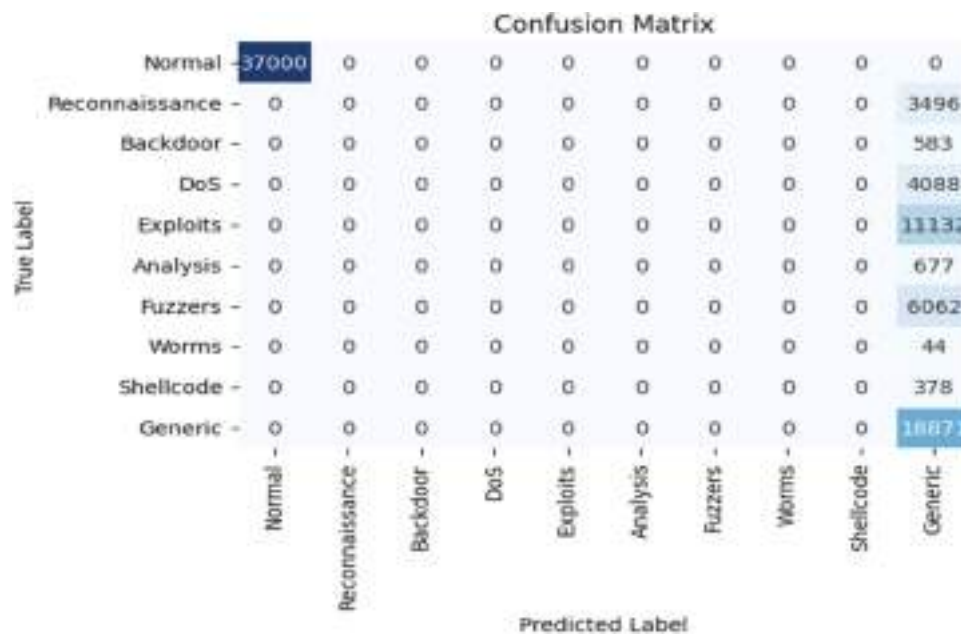 Confusion Matrix
Normal 37000 0 0 0 0 0 0 0 0 0
Reconnaissance 0 0 0 0 0 0 0 0 0 3496
Backdoor 0 0 0 0 0 0 0 0 0 583
DoS 0 0 0 0 0 0 0 0 0 4088
Exploits 0 0 0 0 0 0 0 0 0 11132
Analysis 0 0 0 0 0 0 0 0 0 677
Fuzzers 0 0 0 0 0 0 0 0 0 6062
Worms 0 0 0 0 0 0 0 0 0 44
Shellcode 0 0 0 0 0 0 0 0 0 378
Generic 0 0 0 0 0 0 0 0 0 18871
True Label
Normal Reconnaissance Backdoor DoS Exploits Analysis Fuzzers Worms Shellcode Generic
Predicted Label